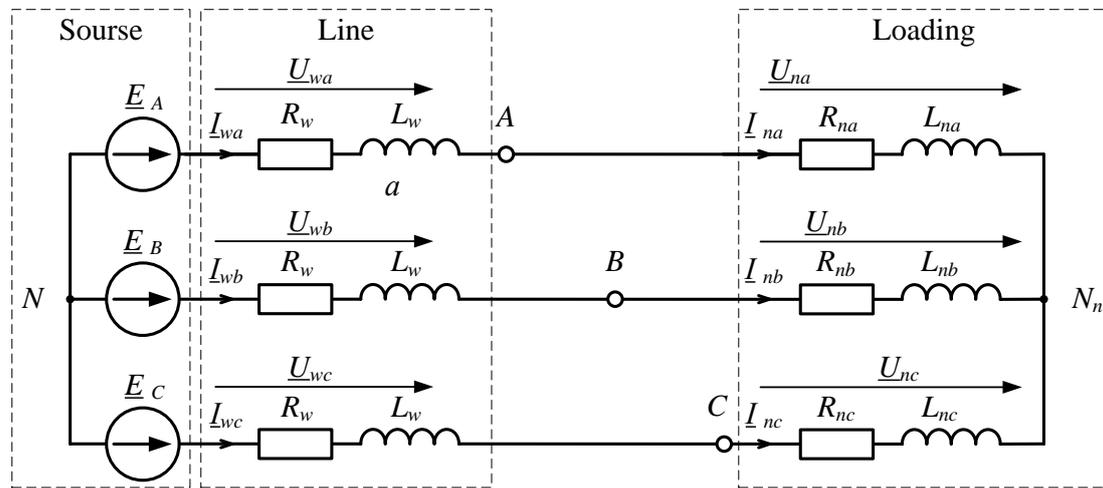 Sourse Line Loading
U_wa U_na
E_A I_wa R_w L_w A I_na R_na L_na
a
U_wb U_nb
E_B I_wb R_w L_w B I_nb R_nb L_nb
N N_n
U_wc U_nc
E_C I_wc R_w L_w C I_nc R_nc L_nc